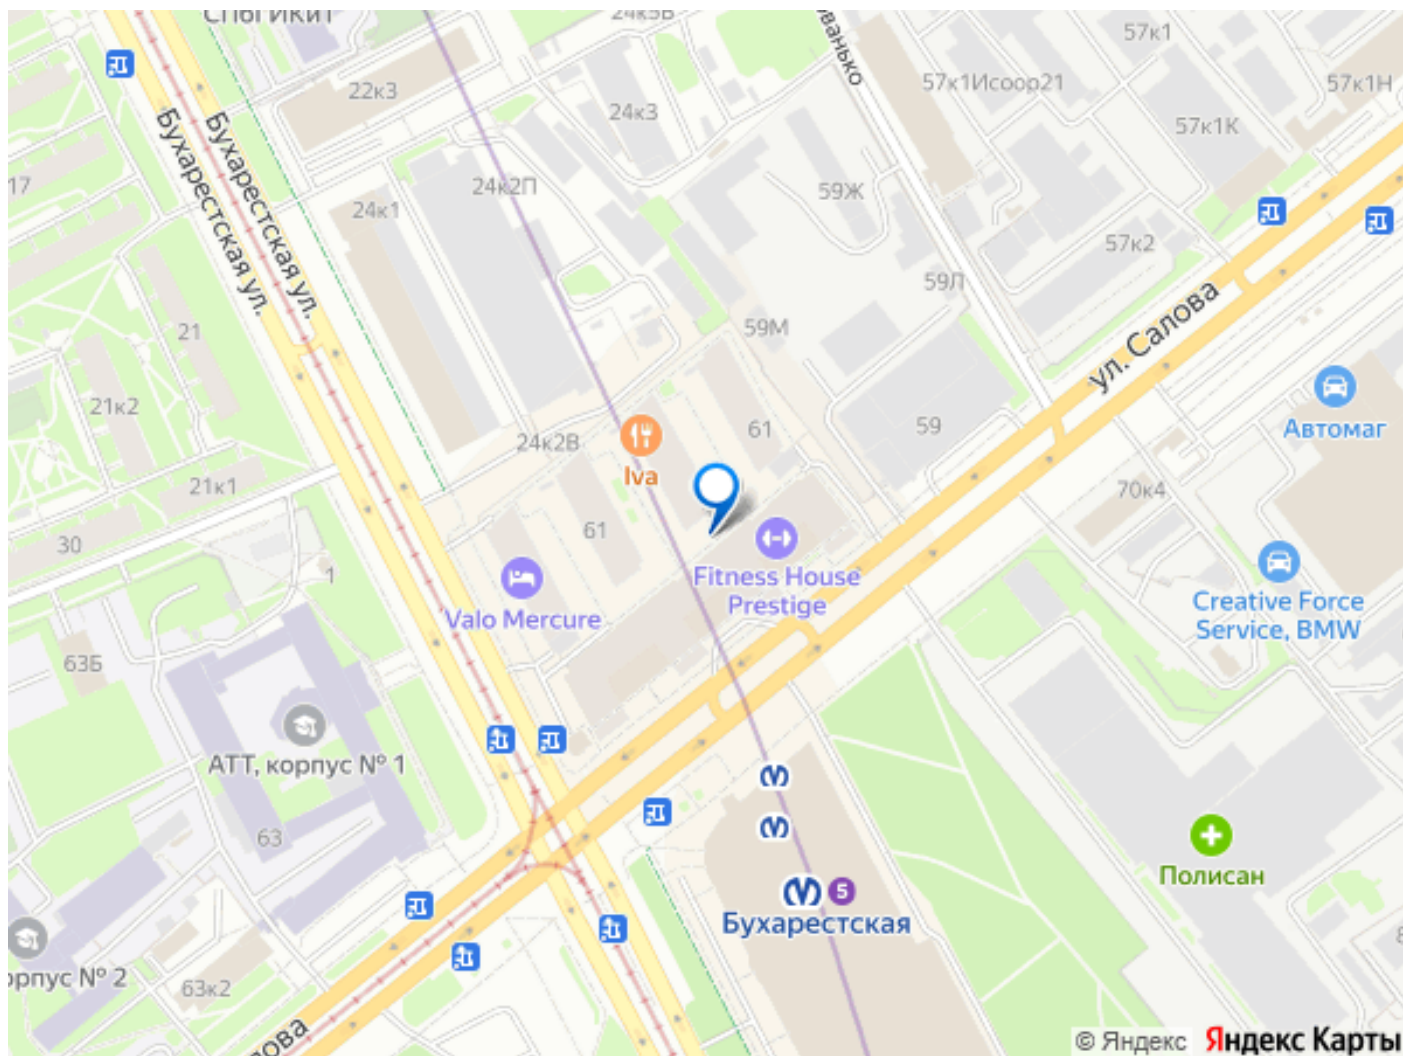 СПбГИКиТ
24к5В
57к1
22к3
24к3
57к1Исоор21
57к1Н
57к1К
Бухарестская ул.
Бухарестская ул.
17
24к2П
24к1
59Ж
57к2
59Л
59М
21
ул. Салова
21к2
24к2В
Iva
61
59
Автомаг
21к1
70к4
30
61
1
Fitness House
Prestige
Valo Mercure
Creative Force
Service, BMW
63Б
АТТ, корпус № 1
63
Полисан
5
Бухарестская
орпус № 2
63к2
© Яндекс
Яндекс Карты